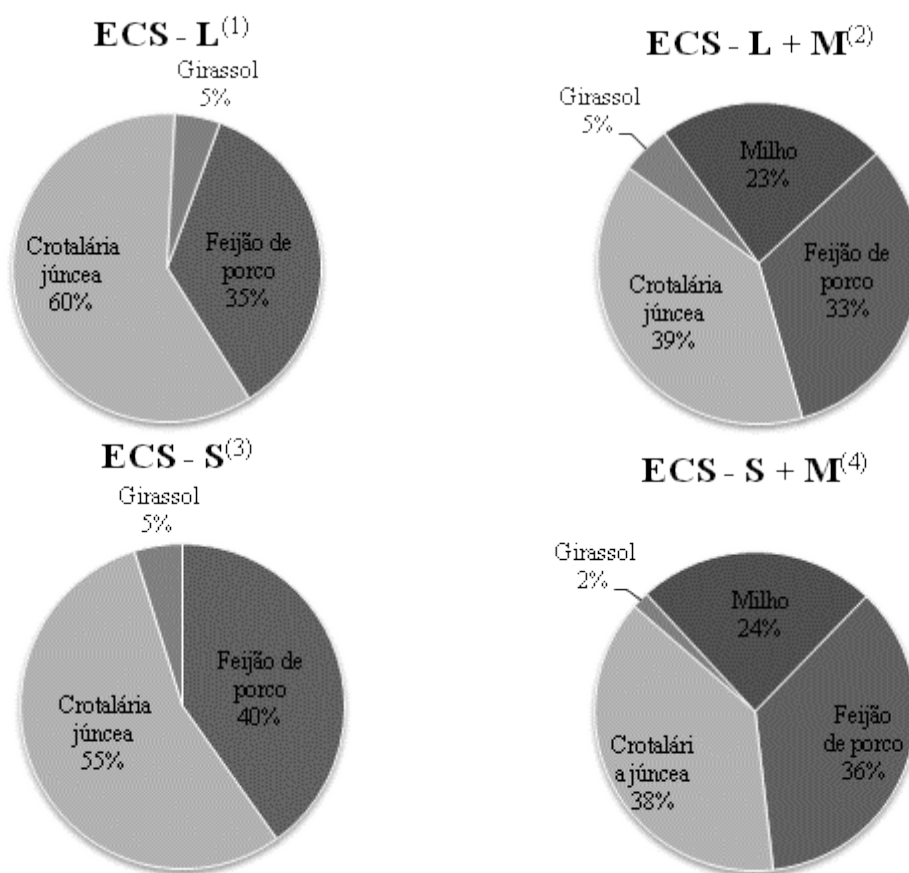 ECS - L(1)
Girassol
5%
Crotalária
júncea
60%
Feijão de
porco
35%
ECS - L + M(2)
Girassol
5%
Milho
23%
Feijão de
porco
33%
Crotalária
júncea
39%
ECS - S(3)
Girassol
5%
Crotalária
júncea
55%
Feijão de
porco
40%
ECS - S + M(4)
Girassol
2%
Milho
24%
Feijão
de porco
36%
Crotalári
a júncea
38%